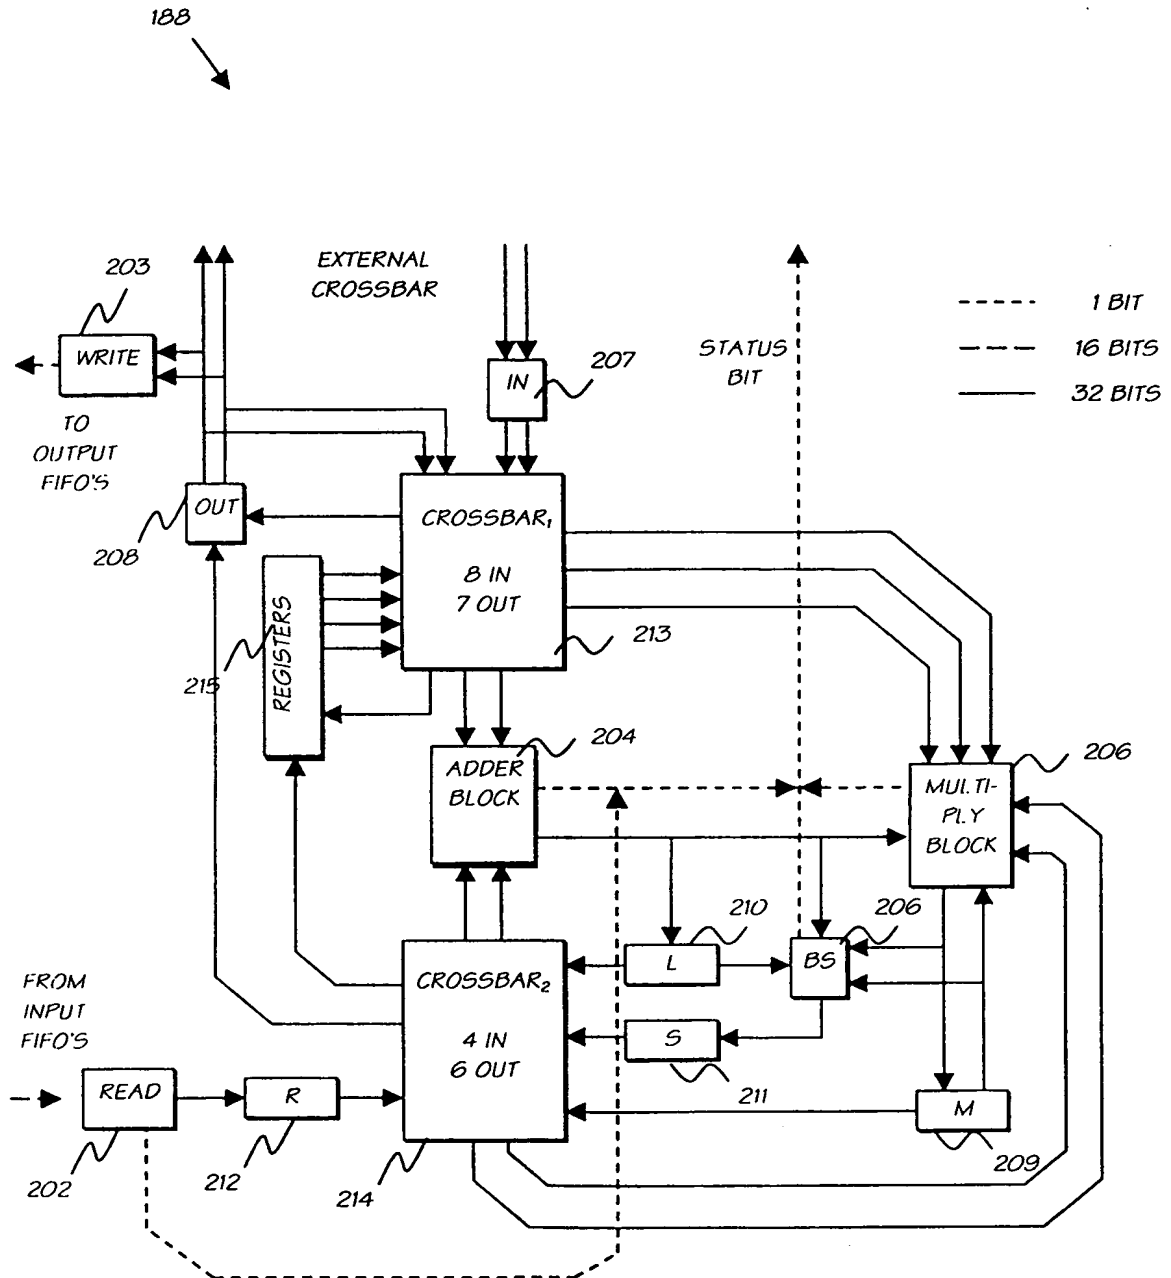 188
203
EXTERNAL
CROSSBAR
WRITE
TO
OUTPUT
FIFO'S
IN
207
STATUS
BIT
1 BIT
16 BITS
32 BITS
OUT
208
CROSSBAR1
8 IN
7 OUT
213
REGISTERS
215
204
ADDER
BLOCK
206
MULTI-
PLY
BLOCK
210
206
L
BS
FROM
INPUT
FIFO'S
CROSSBAR2
4 IN
6 OUT
S
211
READ
R
M
202
212
214
209